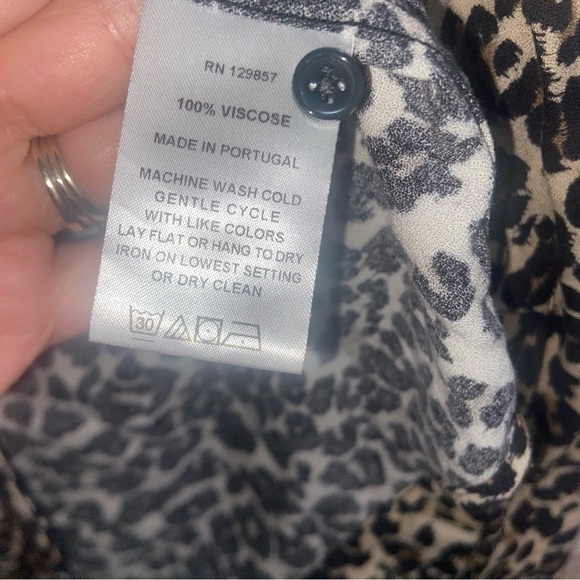 RN 129857
100% VISCOSE
MADE IN PORTUGAL
MACHINE WASH COLD
GENTLE CYCLE
WITH LIKE COLORS
LAY FLAT OR HANG TO DRY
IRON ON LOWEST SETTING
OR DRY CLEAN
30